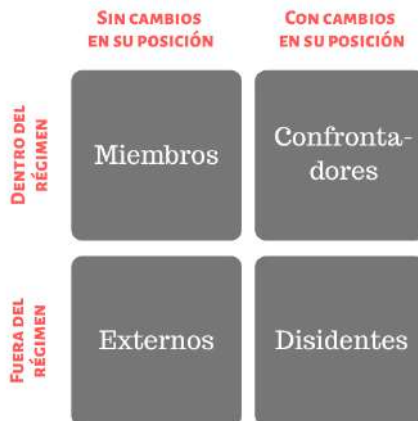 SIN CAMBIOS
EN SU POSICIÓN
CON CAMBIOS
EN SU POSICIÓN
DENTRO DEL
RÉGIMEN
Miembros
Confronta-
dores
FUERA DEL
RÉGIMEN
Externos
Disidentes